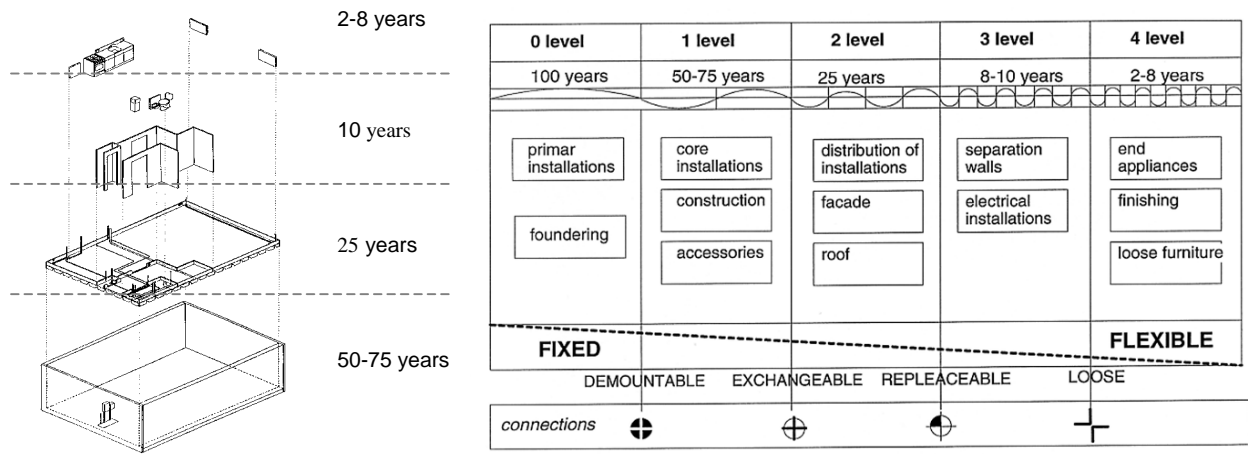 2-8 years
10 years
25 years
50-75 years
0 level
1 level
2 level
3 level
4 level
100 years
50-75 years
25 years
8-10 years
2-8 years
primar
installations
core
installations
distribution of
installations
separation
walls
end
appliances
construction
facade
electrical
installations
finishing
foundering
accessories
roof
loose furniture
FIXED
FLEXIBLE
DEMOUNTABLE
EXCHANGEABLE
REPLEACEABLE
LOOSE
connections